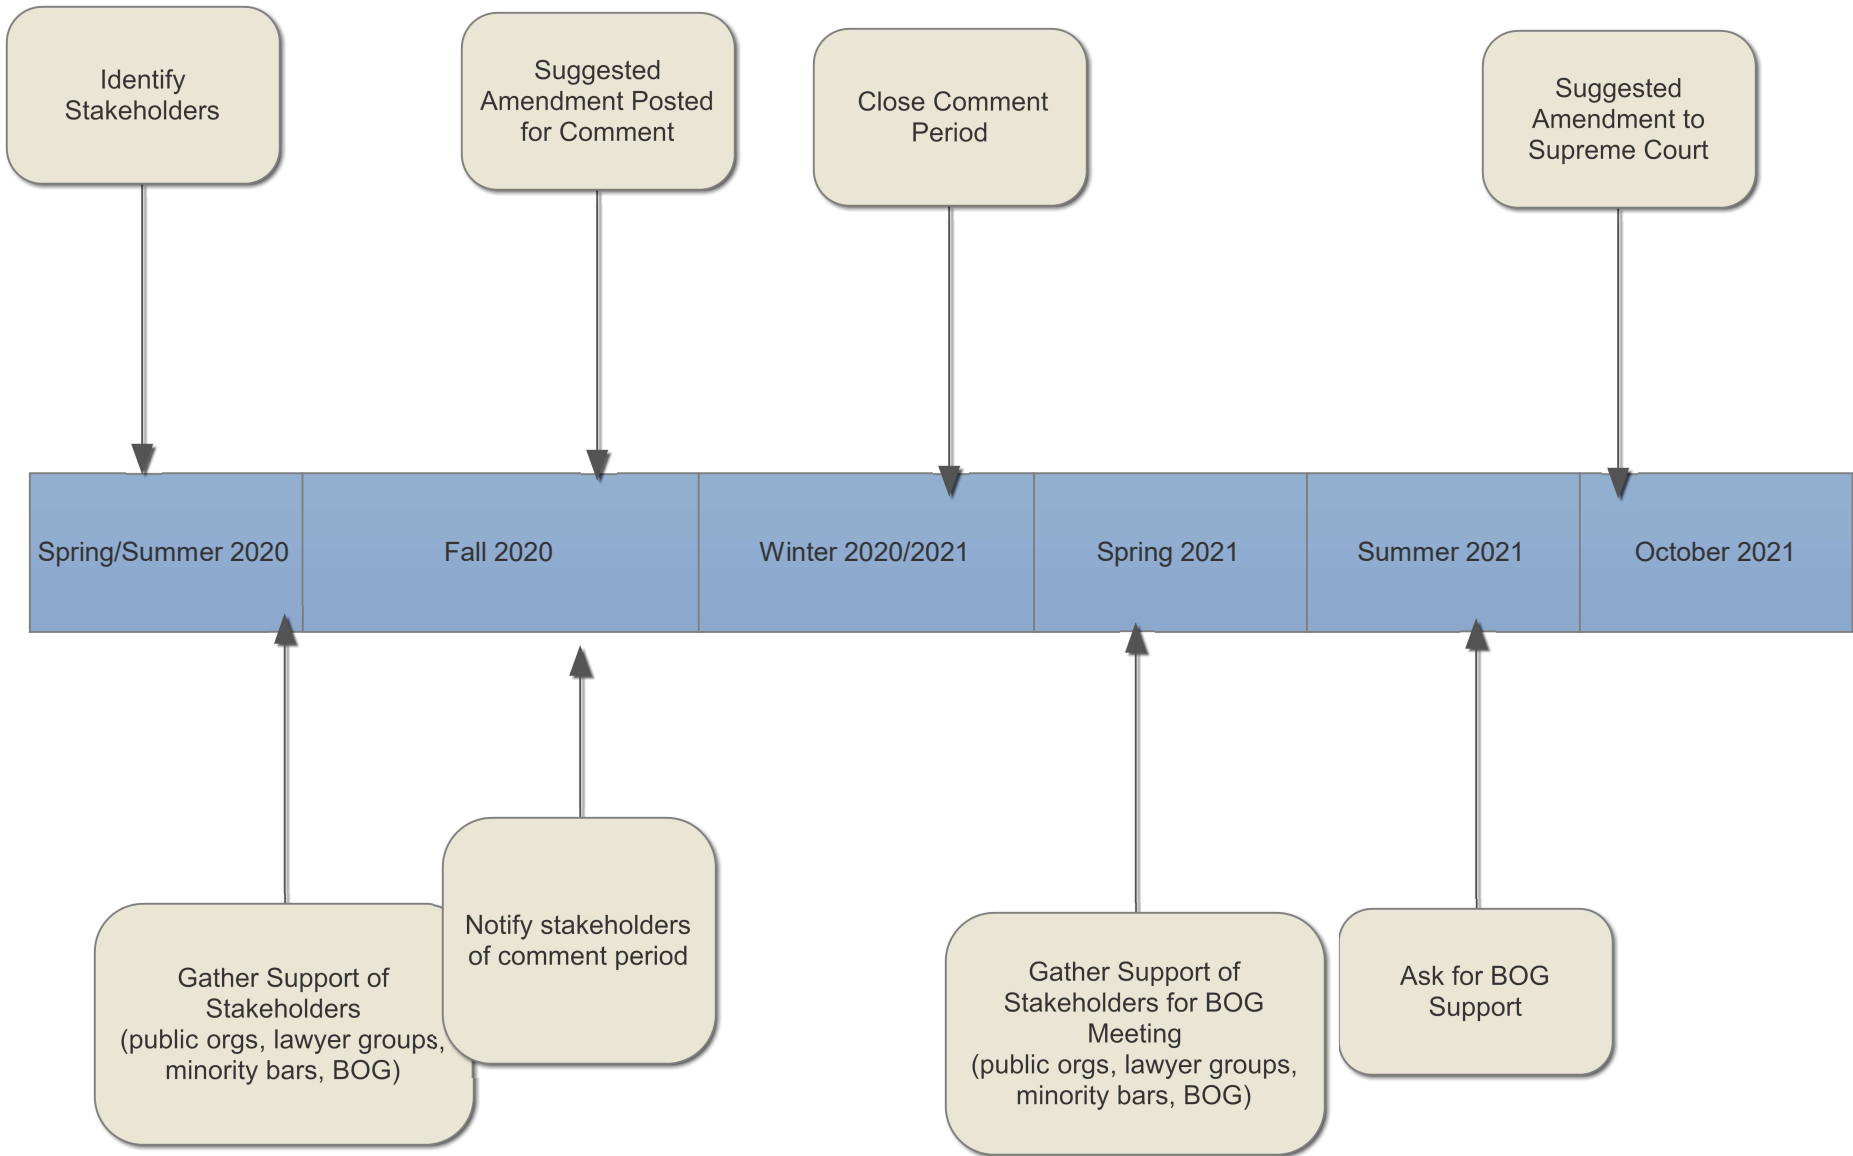 Identify
Stakeholders
Suggested
Amendment Posted
for Comment
Close Comment
Period
Suggested
Amendment to
Supreme Court
Spring/Summer 2020
Fall 2020
Winter 2020/2021
Spring 2021
Summer 2021
October 2021
Gather Support of
Stakeholders
(public orgs, lawyer groups,
minority bars, BOG)
Notify stakeholders
of comment period
Gather Support of
Stakeholders for BOG
Meeting
(public orgs, lawyer groups,
minority bars, BOG)
Ask for BOG
Support